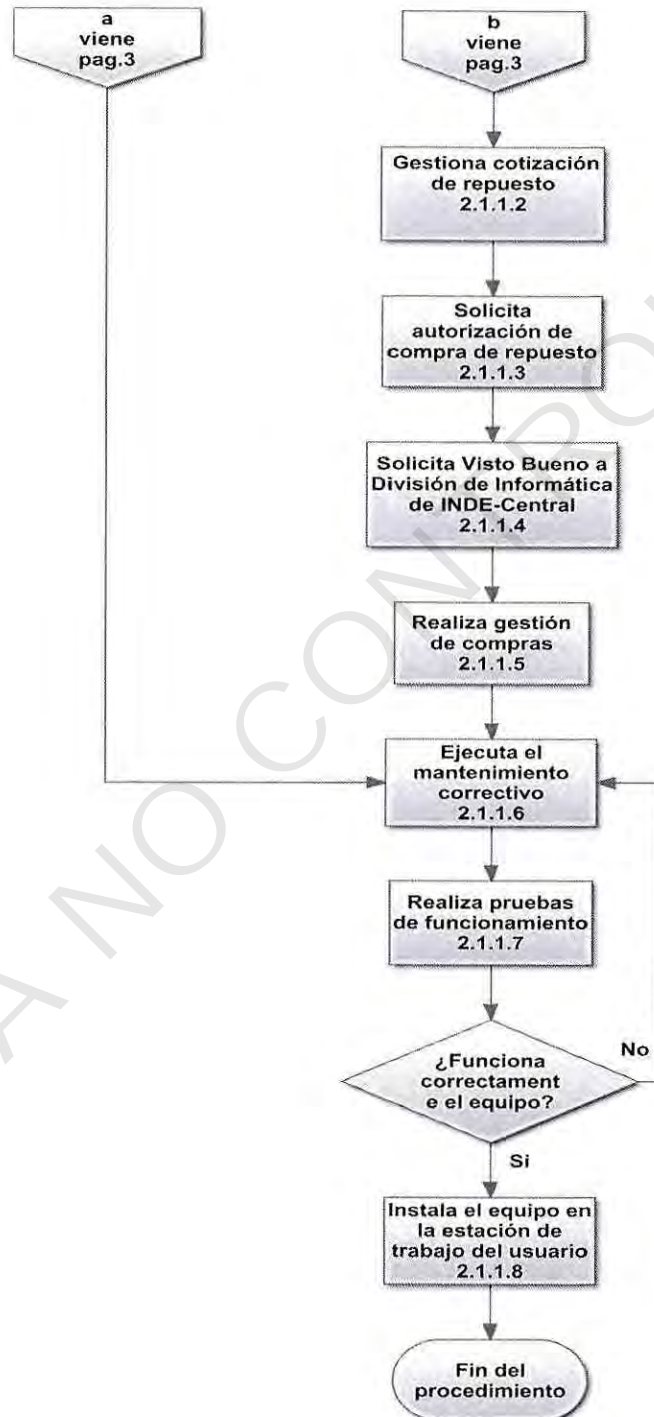 a
viene
pag.3
b
viene
pag.3
Gestiona cotización
de repuesto
2.1.1.2
Solicita
autorización de
compra de repuesto
2.1.1.3
Solicita Visto Bueno a
División de Informática
de INDE-Central
2.1.1.4
Realiza gestión
de compras
2.1.1.5
Ejecuta el
mantenimiento
correctivo
2.1.1.6
Realiza pruebas
de funcionamiento
2.1.1.7
¿Funciona
correctament
e el equipo?
No
Si
Instala el equipo en
la estación de
trabajo del usuario
2.1.1.8
Fin del
procedimiento
A NO CONTRO